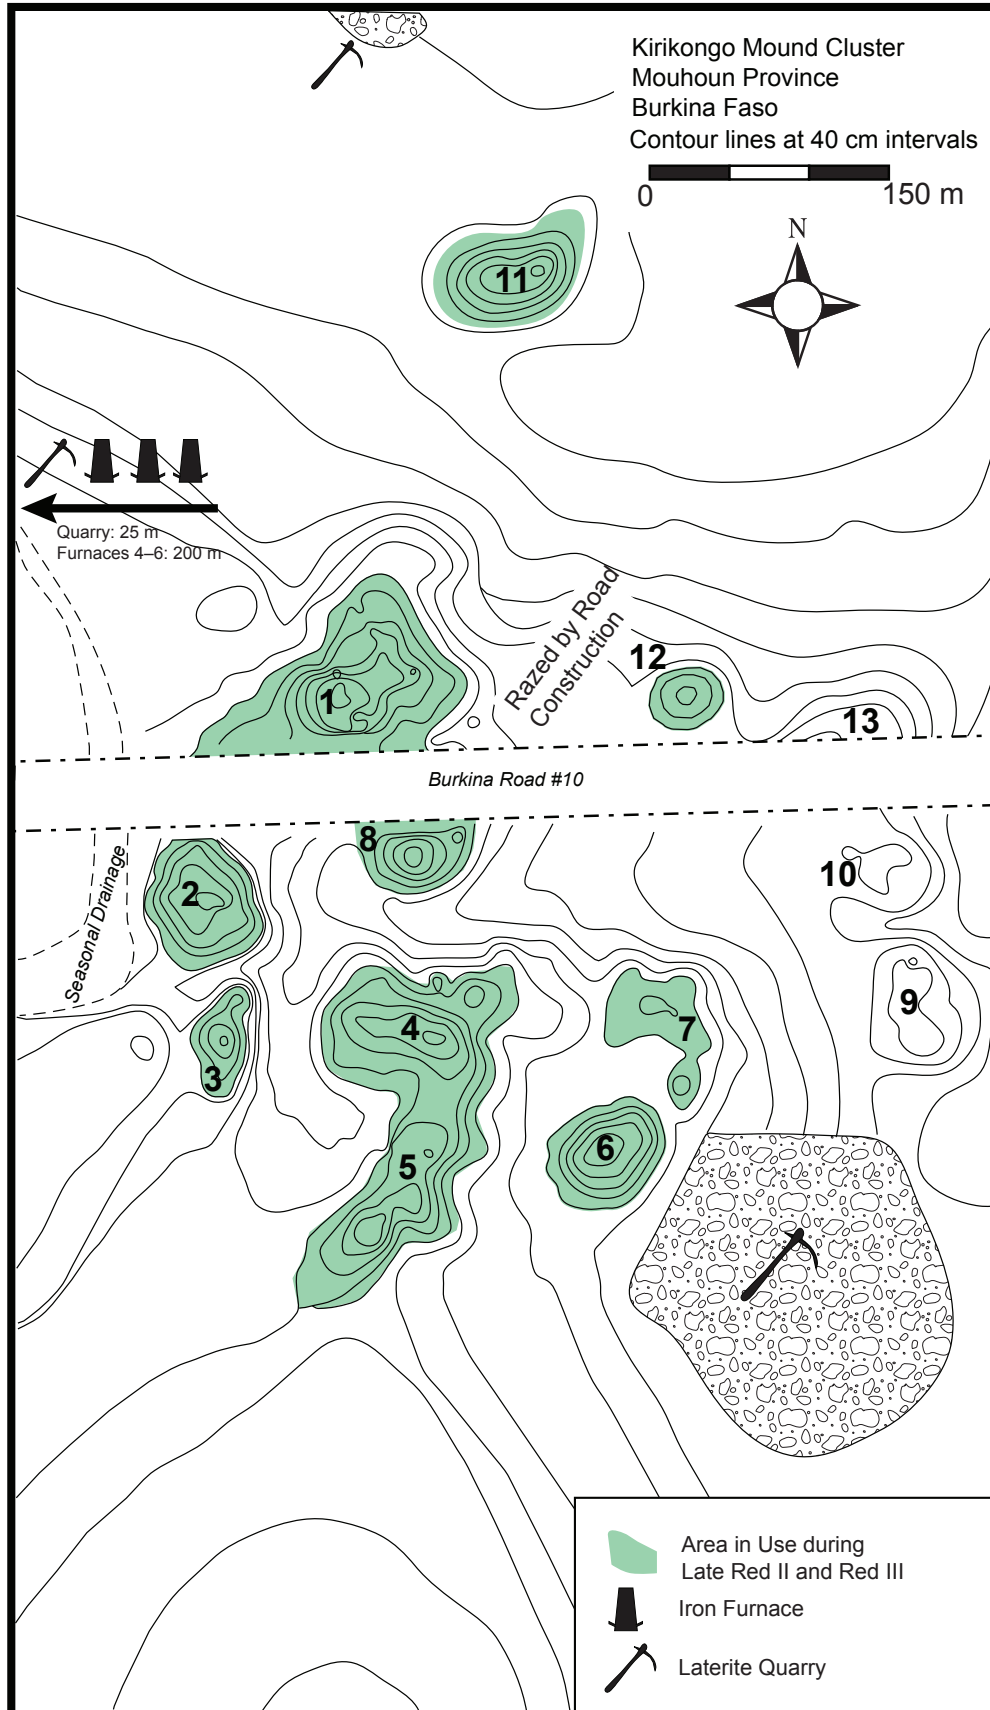 Kirikongo Mound Cluster
Mouhoun Province
Burkina Faso
Contour lines at 40 cm intervals
0 150 m
N
11
Quarry: 25 m
Furnaces 4–6: 200 m
Razed by Road
Construction
12
1
13
Burkina Road #10
8
10
2
Seasonal Drainage
9
4
7
3
6
5
Area in Use during
Late Red II and Red III
Iron Furnace
Laterite Quarry